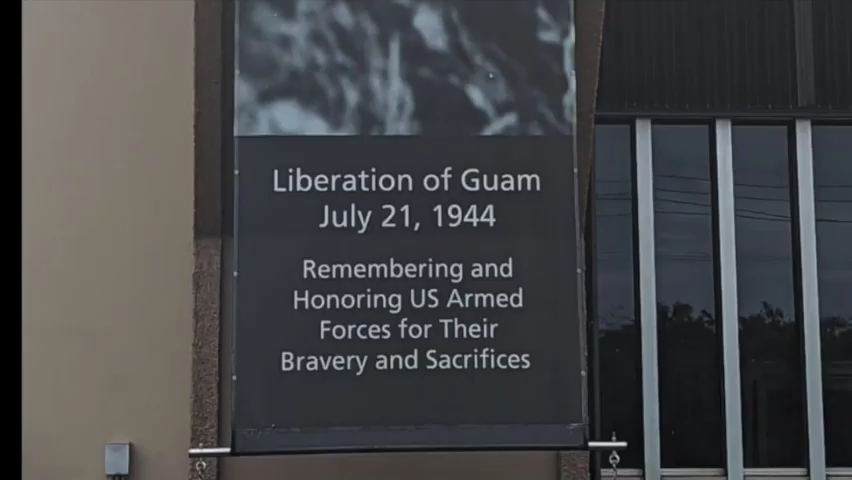 Liberation of Guam
July 21, 1944
Remembering and
Honoring US Armed
Forces for Their
Bravery and Sacrifices